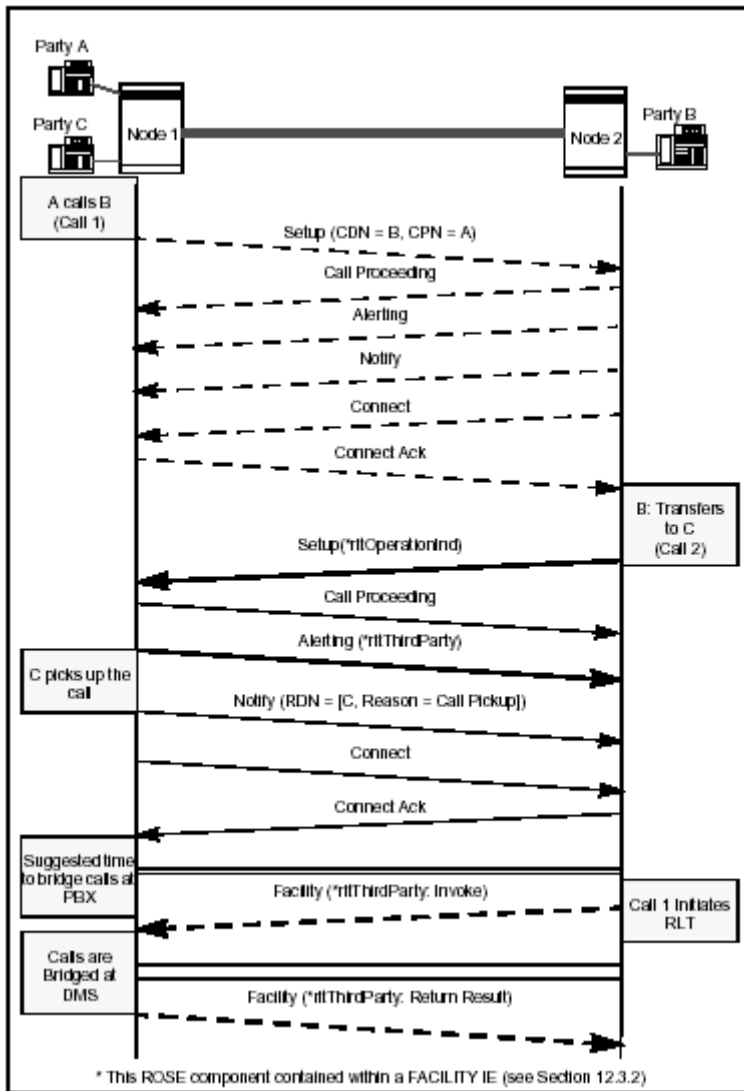 Party A
Party C
Node 1
Node 2
Party B
A calls B
(Call 1)
Setup (CDN = B, CPN = A)
Call Proceeding
Alerting
Notify
Connect
Connect Ack
B: Transfers
to C
(Call 2)
Setup(*rltOperationInd)
Call Proceeding
Alerting (*rltThirdParty)
C picks up the
call
Notify (RDN = [C, Reason = Call Pickup])
Connect
Connect Ack
Suggested time
to bridge calls at
PBX
Facility (*rltThirdParty: Invoke)
Call 1 Initiates
RLT
Calls are
Bridged at
DMS
Facility (*rltThirdParty: Return Result)
* This ROSE component contained within a FACILITY IE (see Section 12.3.2)